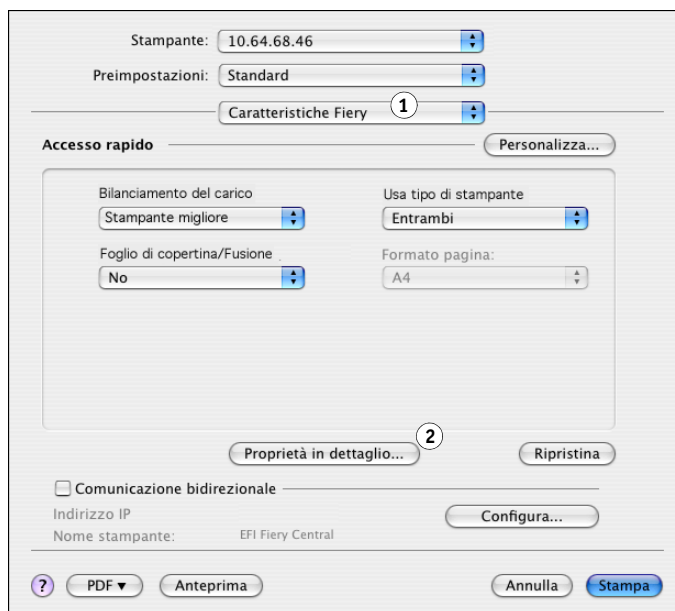 Stampante: 10.64.68.46
Preimpostazioni: Standard
Caratteristiche Fiery 1
Accesso rapido Personalizza...
Bilanciamento del carico Usa tipo di stampante
Stampante migliore Entrambi
Foglio di copertina/Fusione Formato pagina:
No A4
2
Proprietà in dettaglio... Ripristina
Comunicazione bidirezionale
Indirizzo IP Configura...
Nome stampante: EFI Fiery Central
? PDF ▼ Anteprima Annulla Stampa